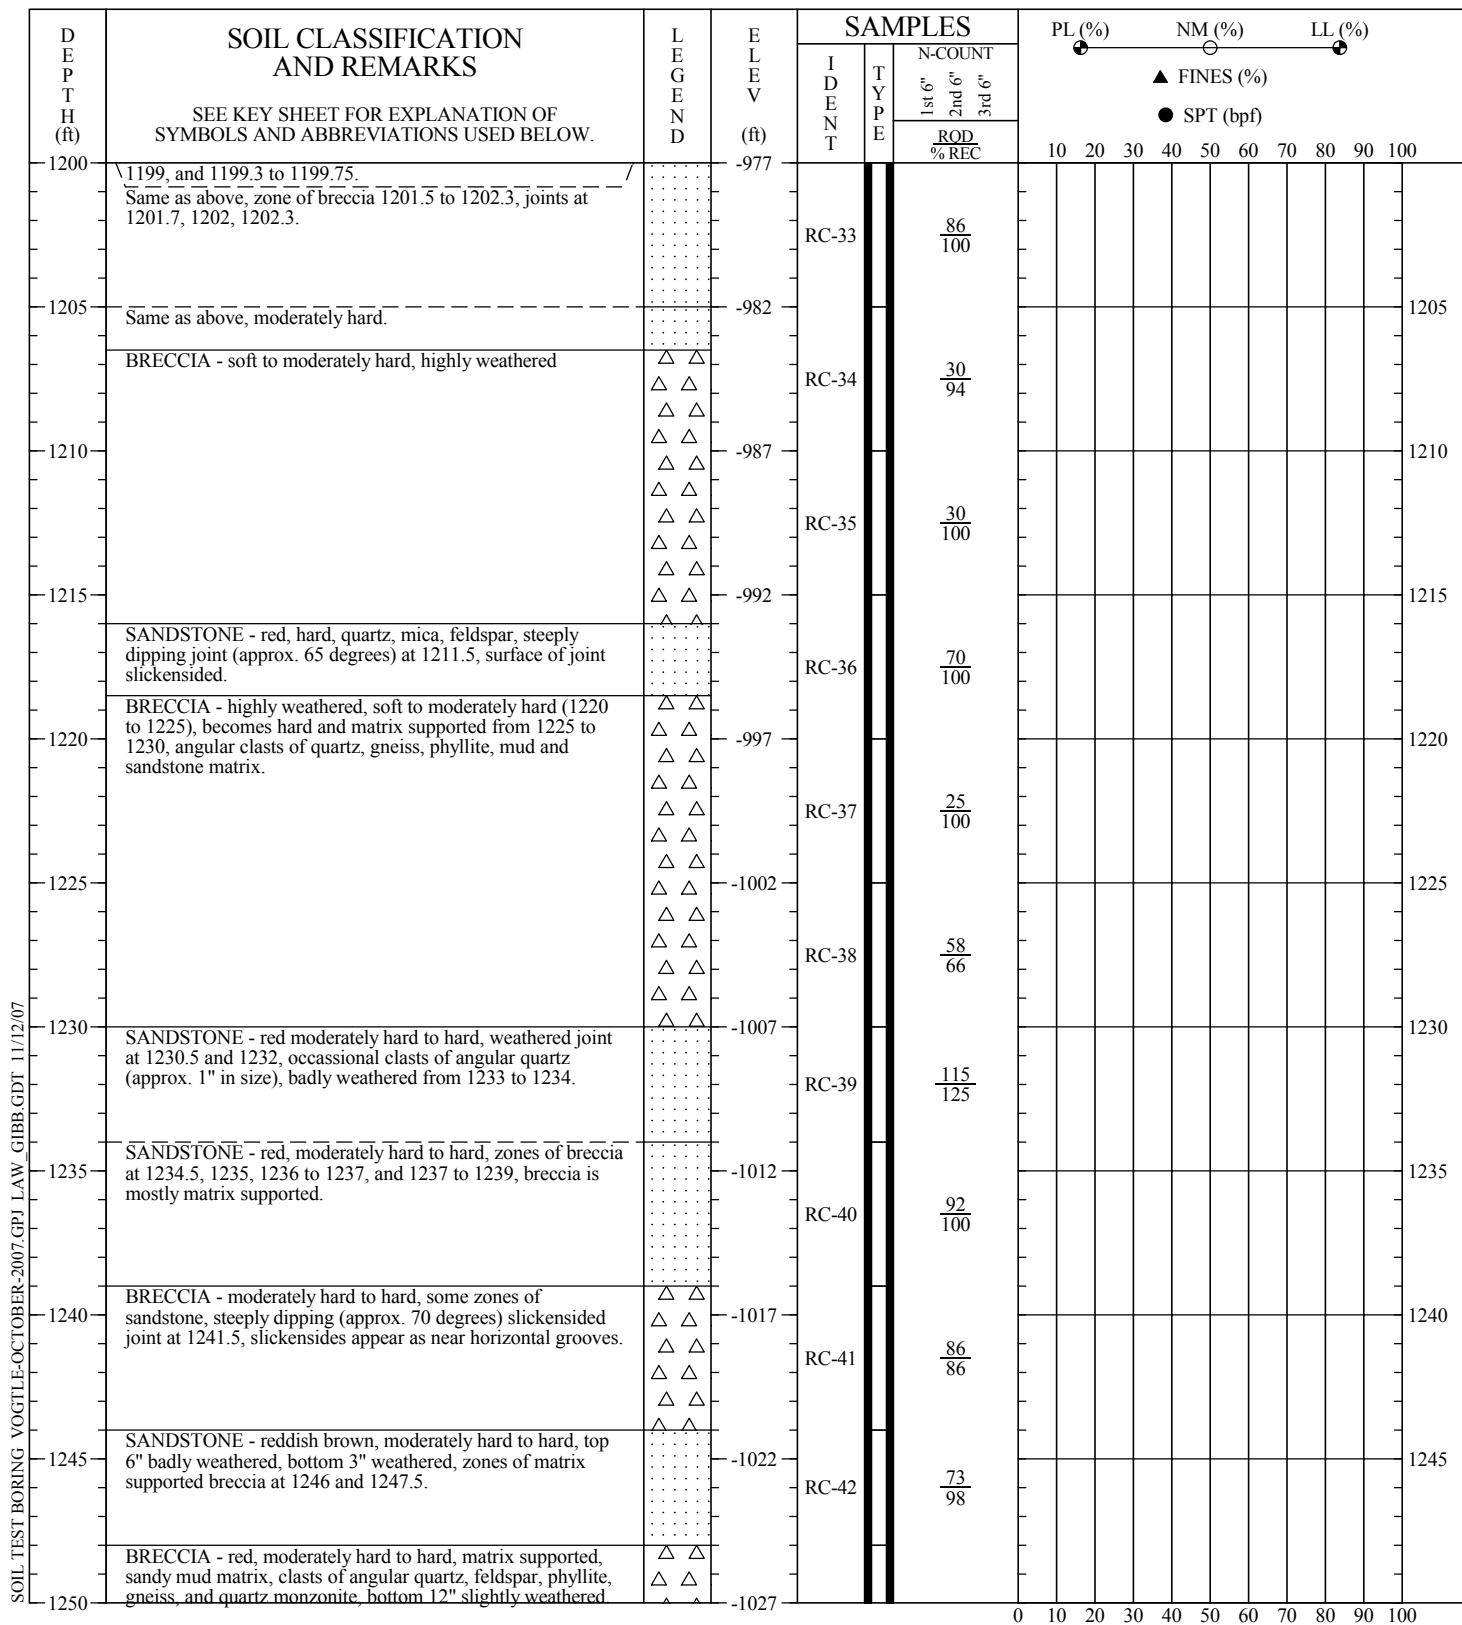 DEPTH (ft)
SOIL CLASSIFICATION
AND REMARKS
SEE KEY SHEET FOR EXPLANATION OF
SYMBOLS AND ABBREVIATIONS USED BELOW.
LEGEND
ELEV (ft)
SAMPLES
IDENT
TYPE
N-COUNT
1st 6"
2nd 6"
3rd 6"
RQD
% REC
PL (%) NM (%) LL (%)
▲ FINES (%)
● SPT (bpf)
10 20 30 40 50 60 70 80 90 100
1200
1199, and 1199.3 to 1199.75.
-977
Same as above, zone of breccia 1201.5 to 1202.3, joints at
1201.7, 1202, 1202.3.
RC-33
86
100
1205
-982
1205
Same as above, moderately hard.
BRECCIA - soft to moderately hard, highly weathered
RC-34
30
94
1210
-987
1210
RC-35
30
100
1215
-992
1215
SANDSTONE - red, hard, quartz, mica, feldspar, steeply
dipping joint (approx. 65 degrees) at 1211.5, surface of joint
slickensided.
RC-36
70
100
BRECCIA - highly weathered, soft to moderately hard (1220
to 1225), becomes hard and matrix supported from 1225 to
1230, angular clasts of quartz, gneiss, phyllite, mud and
sandstone matrix.
1220
-997
1220
RC-37
25
100
1225
-1002
1225
RC-38
58
66
1230
-1007
1230
SANDSTONE - red moderately hard to hard, weathered joint
at 1230.5 and 1232, occassional clasts of angular quartz
(approx. 1" in size), badly weathered from 1233 to 1234.
RC-39
115
125
SANDSTONE - red, moderately hard to hard, zones of breccia
at 1234.5, 1235, 1236 to 1237, and 1237 to 1239, breccia is
mostly matrix supported.
1235
-1012
1235
RC-40
92
100
BRECCIA - moderately hard to hard, some zones of
sandstone, steeply dipping (approx. 70 degrees) slickensided
joint at 1241.5, slickensides appear as near horizontal grooves.
1240
-1017
1240
RC-41
86
86
SANDSTONE - reddish brown, moderately hard to hard, top
6" badly weathered, bottom 3" weathered, zones of matrix
supported breccia at 1246 and 1247.5.
1245
-1022
1245
RC-42
73
98
BRECCIA - red, moderately hard to hard, matrix supported,
sandy mud matrix, clasts of angular quartz, feldspar, phyllite,
gneiss, and quartz monzonite, bottom 12" slightly weathered.
1250
-1027
0 10 20 30 40 50 60 70 80 90 100
SOIL TEST BORING VOGTLE-OCTOBER-2007.GPJ LAW_GIBB.GDT 11/12/07